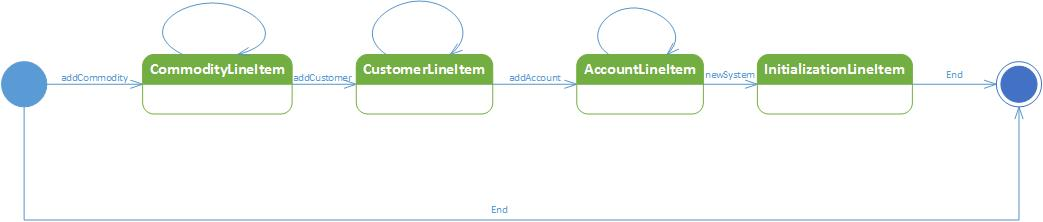 addCommodity
CommodityLineItem
addCustomer
CustomerLineItem
addAccount
AccountLineItem
newSystem
InitializationLineItem
End
End